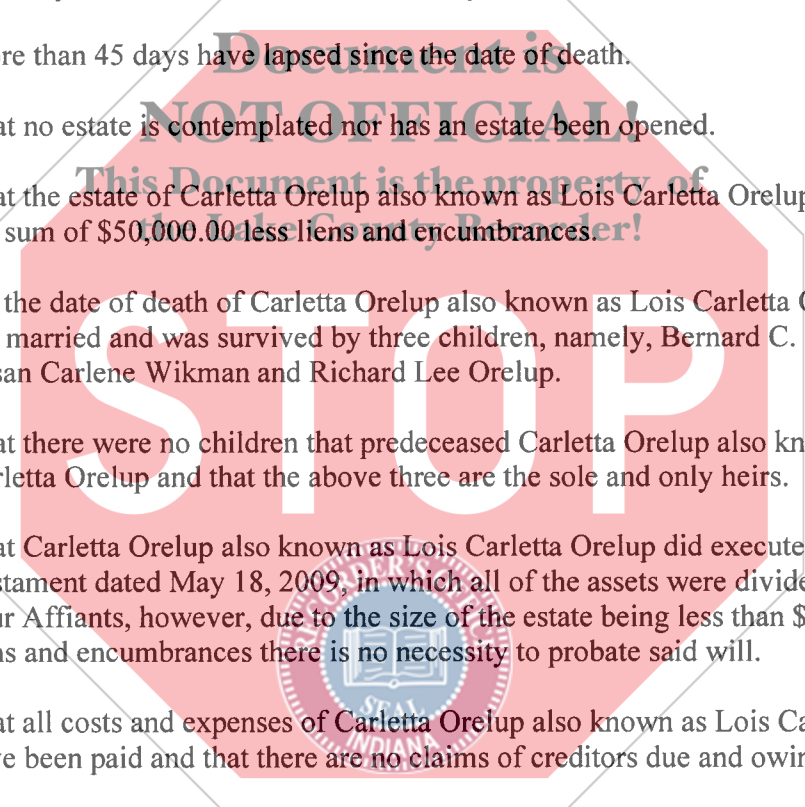 re than 45 days have lapsed since the date of death.
Document is
at no estate is contemplated nor has an estate been opened.
NOT OFFICIAL!
This Document is the property of
at the estate of Carletta Orelup also known as Lois Carletta Orelup
sum of $50,000.00 less liens and encumbrances.
the Lake County Recorder!
the date of death of Carletta Orelup also known as Lois Carletta
married and was survived by three children, namely, Bernard C.
san Carlene Wikman and Richard Lee Orelup.
STOP
at there were no children that predeceased Carletta Orelup also kn
rletta Orelup and that the above three are the sole and only heirs.
at Carletta Orelup also known as Lois Carletta Orelup did execute
stament dated May 18, 2009, in which all of the assets were divide
ur Affiants, however, due to the size of the estate being less than $
ns and encumbrances there is no necessity to probate said will.
SEAL
INDIANA
at all costs and expenses of Carletta Orelup also known as Lois Ca
ve been paid and that there are no claims of creditors due and owin